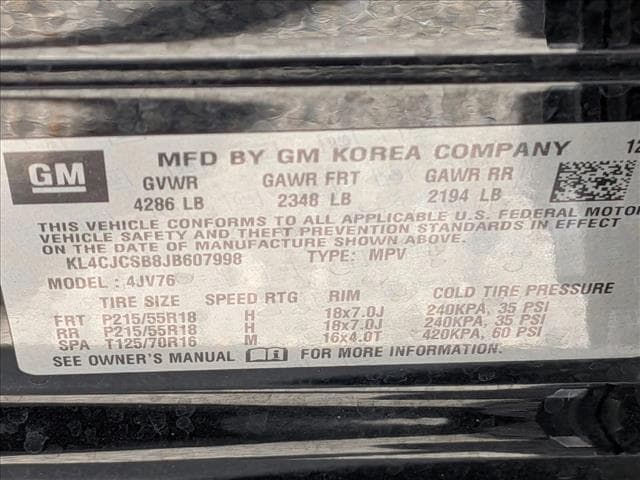 GM
MFD BY GM KOREA COMPANY 12
GVWR GAWR FRT GAWR RR
4286 LB 2348 LB 2194 LB
THIS VEHICLE CONFORMS TO ALL APPLICABLE U.S. FEDERAL MOTOR
VEHICLE SAFETY AND THEFT PREVENTION STANDARDS IN EFFECT
ON THE DATE OF MANUFACTURE SHOWN ABOVE.
KL4CJCSB8JB607998 TYPE: MPV
MODEL : 4JV76
TIRE SIZE SPEED RTG RIM COLD TIRE PRESSURE
FRT P215/55R18 H 18x7.0J 240KPA, 35 PSI
RR P215/55R18 H 18x7.0J 240KPA, 35 PSI
SPA T125/70R16 M 16x4.0T 420KPA, 60 PSI
SEE OWNER'S MANUAL FOR MORE INFORMATION.